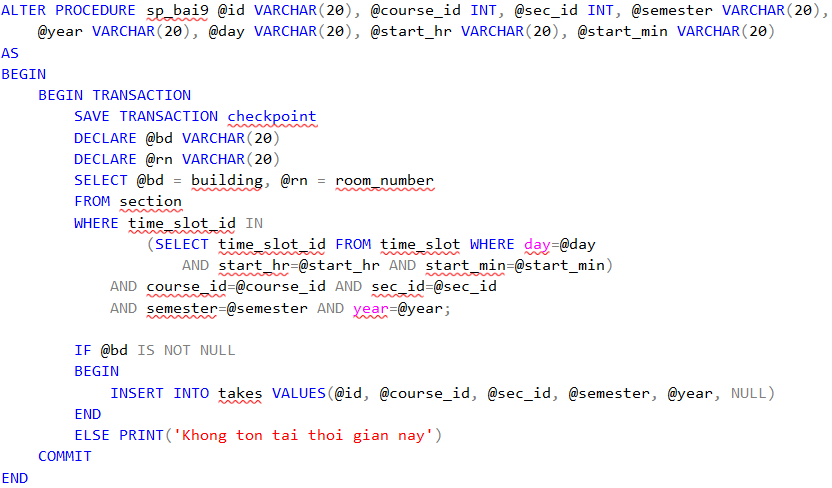 ALTER PROCEDURE sp_bai9 @id VARCHAR(20), @course_id INT, @sec_id INT, @semester VARCHAR(20),
@year VARCHAR(20), @day VARCHAR(20), @start_hr VARCHAR(20), @start_min VARCHAR(20)
AS
BEGIN
BEGIN TRANSACTION
SAVE TRANSACTION checkpoint
DECLARE @bd VARCHAR(20)
DECLARE @rn VARCHAR(20)
SELECT @bd = building, @rn = room_number
FROM section
WHERE time_slot_id IN
(SELECT time_slot_id FROM time_slot WHERE day=@day
AND start_hr=@start_hr AND start_min=@start_min)
AND course_id=@course_id AND sec_id=@sec_id
AND semester=@semester AND year=@year;
IF @bd IS NOT NULL
BEGIN
INSERT INTO takes VALUES(@id, @course_id, @sec_id, @semester, @year, NULL)
END
ELSE PRINT('Khong ton tai thoi gian nay')
COMMIT
END